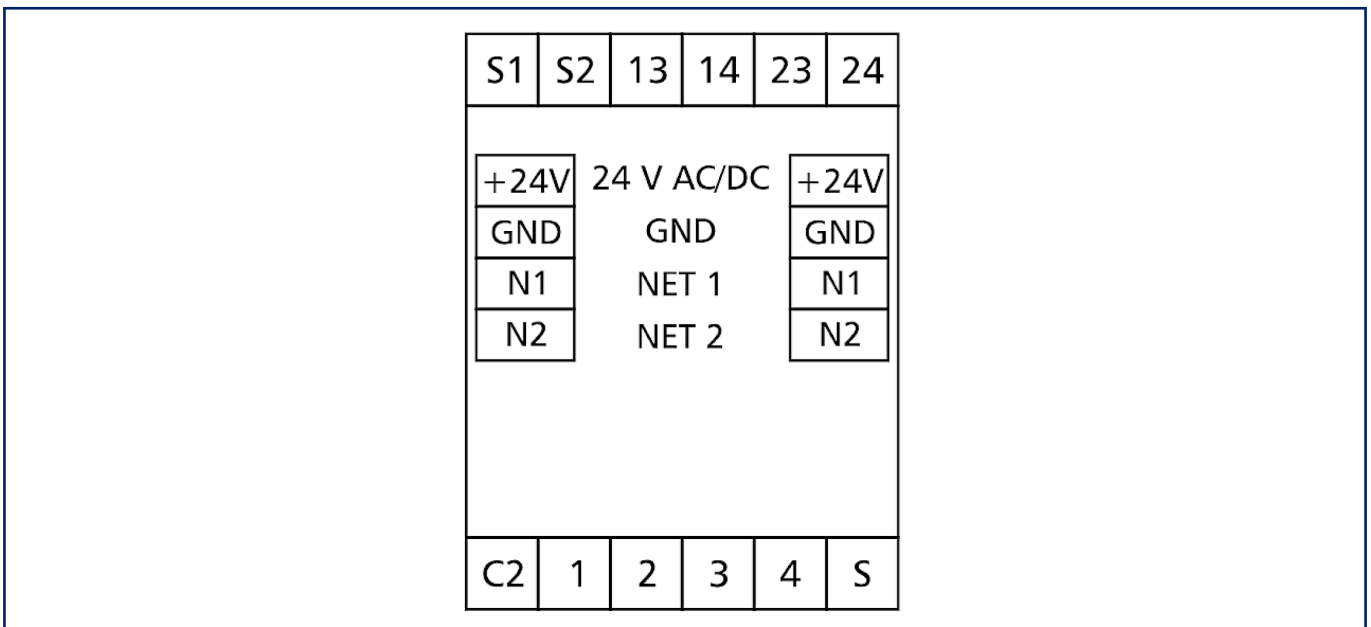 S1 S2 13 14 23 24
+24V 24 V AC/DC +24V
GND GND GND
N1 NET 1 N1
N2 NET 2 N2
C2 1 2 3 4 S